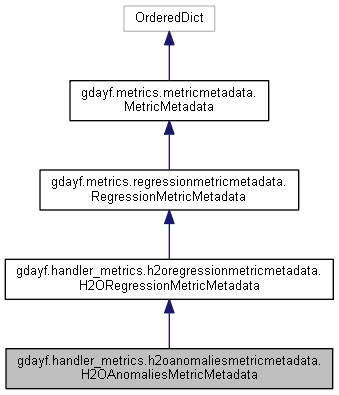 OrderedDict
gdayf.metrics.metricmetadata.
MetricMetadata
gdayf.metrics.regressionmetricmetadata.
RegressionMetricMetadata
gdayf.handler_metrics.h2oregressionmetricmetadata.
H2ORegressionMetricMetadata
gdayf.handler_metrics.h2oanomaliesmetricmetadata.
H2OAnomaliesMetricMetadata